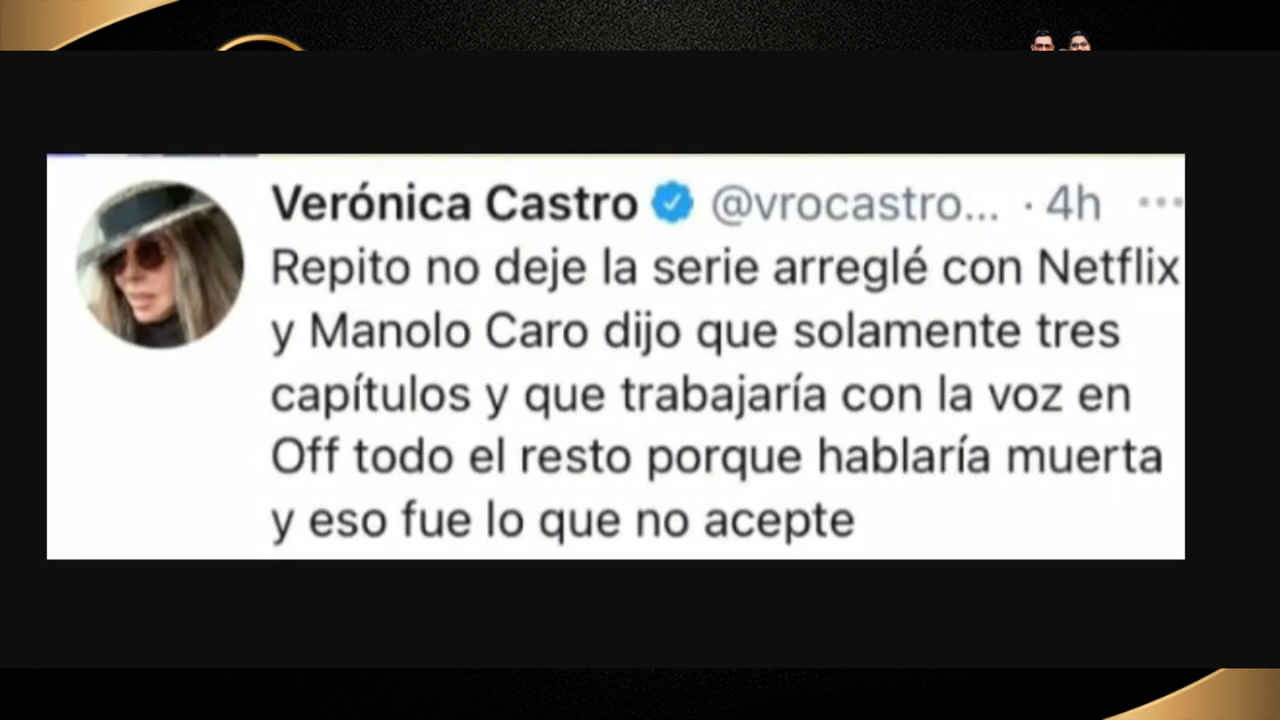 Verónica Castro @vrocastro... · 4h ...
Repito no deje la serie arreglé con Netflix
y Manolo Caro dijo que solamente tres
capítulos y que trabajaría con la voz en
Off todo el resto porque hablaría muerta
y eso fue lo que no acepte